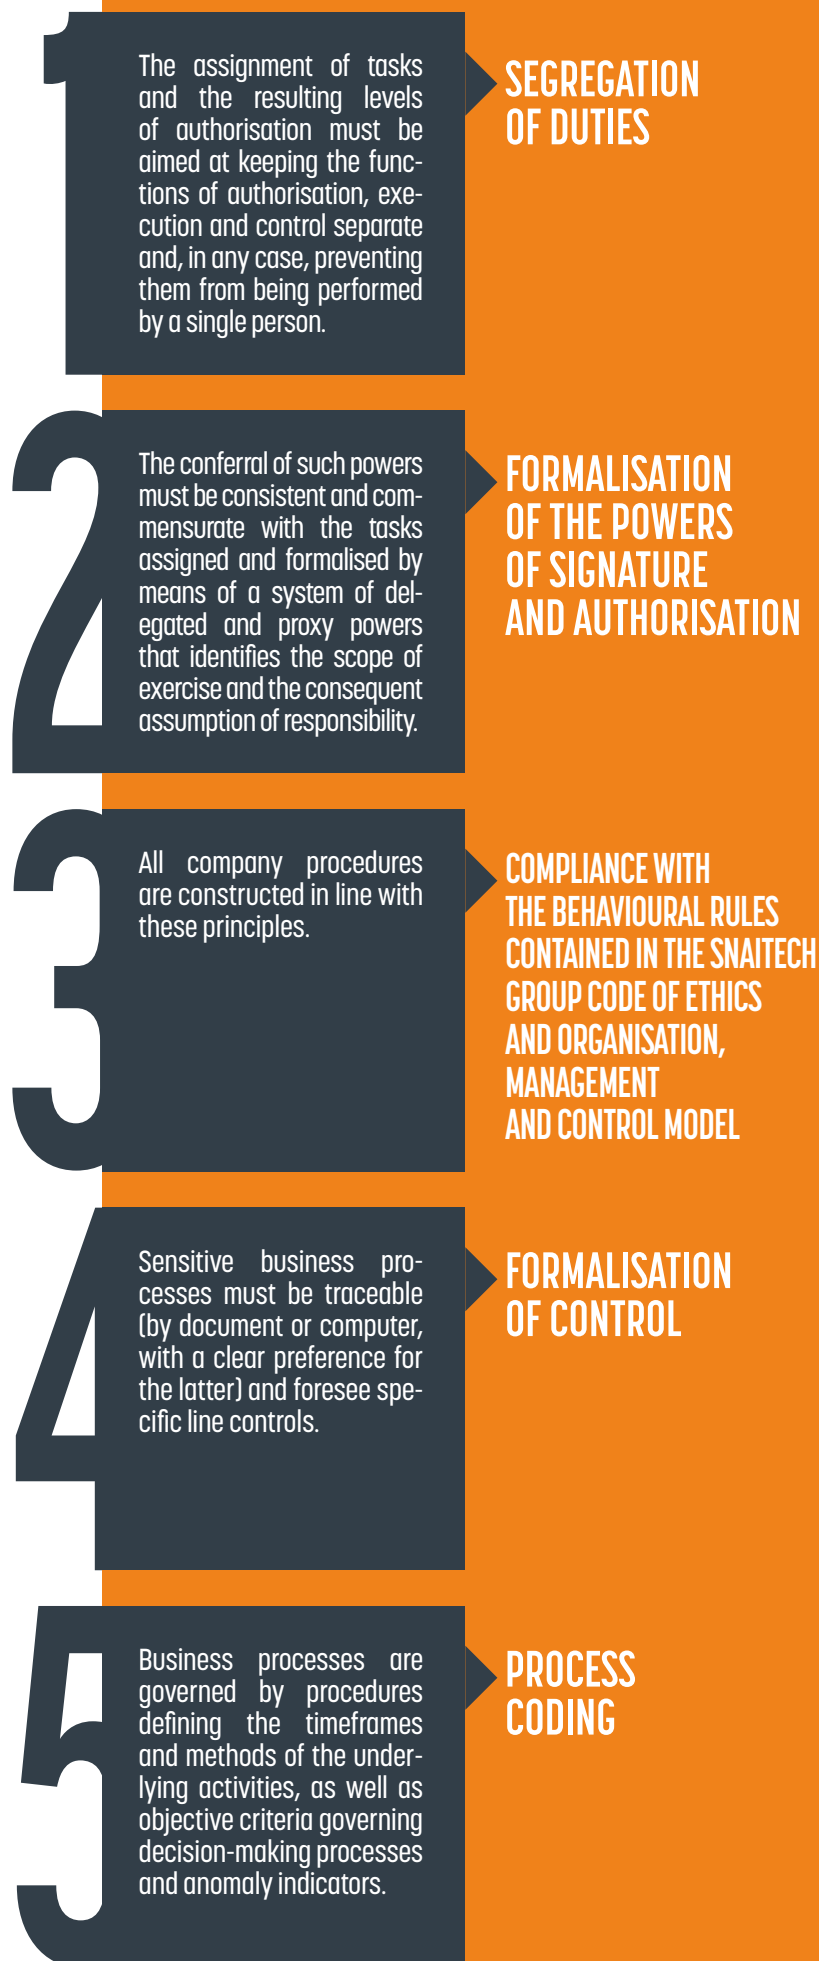 1
The assignment of tasks
and the resulting levels
of authorisation must be
aimed at keeping the func-
tions of authorisation, exe-
cution and control separate
and, in any case, preventing
them from being performed
by a single person.
SEGREGATION
OF DUTIES
2
The conferral of such powers
must be consistent and com-
mensurate with the tasks
assigned and formalised by
means of a system of del-
egated and proxy powers
that identifies the scope of
exercise and the consequent
assumption of responsibility.
FORMALISATION
OF THE POWERS
OF SIGNATURE
AND AUTHORISATION
3
All company procedures
are constructed in line with
these principles.
COMPLIANCE WITH
THE BEHAVIOURAL RULES
CONTAINED IN THE SNAITECH
GROUP CODE OF ETHICS
AND ORGANISATION,
MANAGEMENT
AND CONTROL MODEL
4
Sensitive business pro-
cesses must be traceable
(by document or computer,
with a clear preference for
the latter) and foresee spe-
cific line controls.
FORMALISATION
OF CONTROL
5
Business processes are
governed by procedures
defining the timeframes
and methods of the under-
lying activities, as well as
objective criteria governing
decision-making processes
and anomaly indicators.
PROCESS
CODING